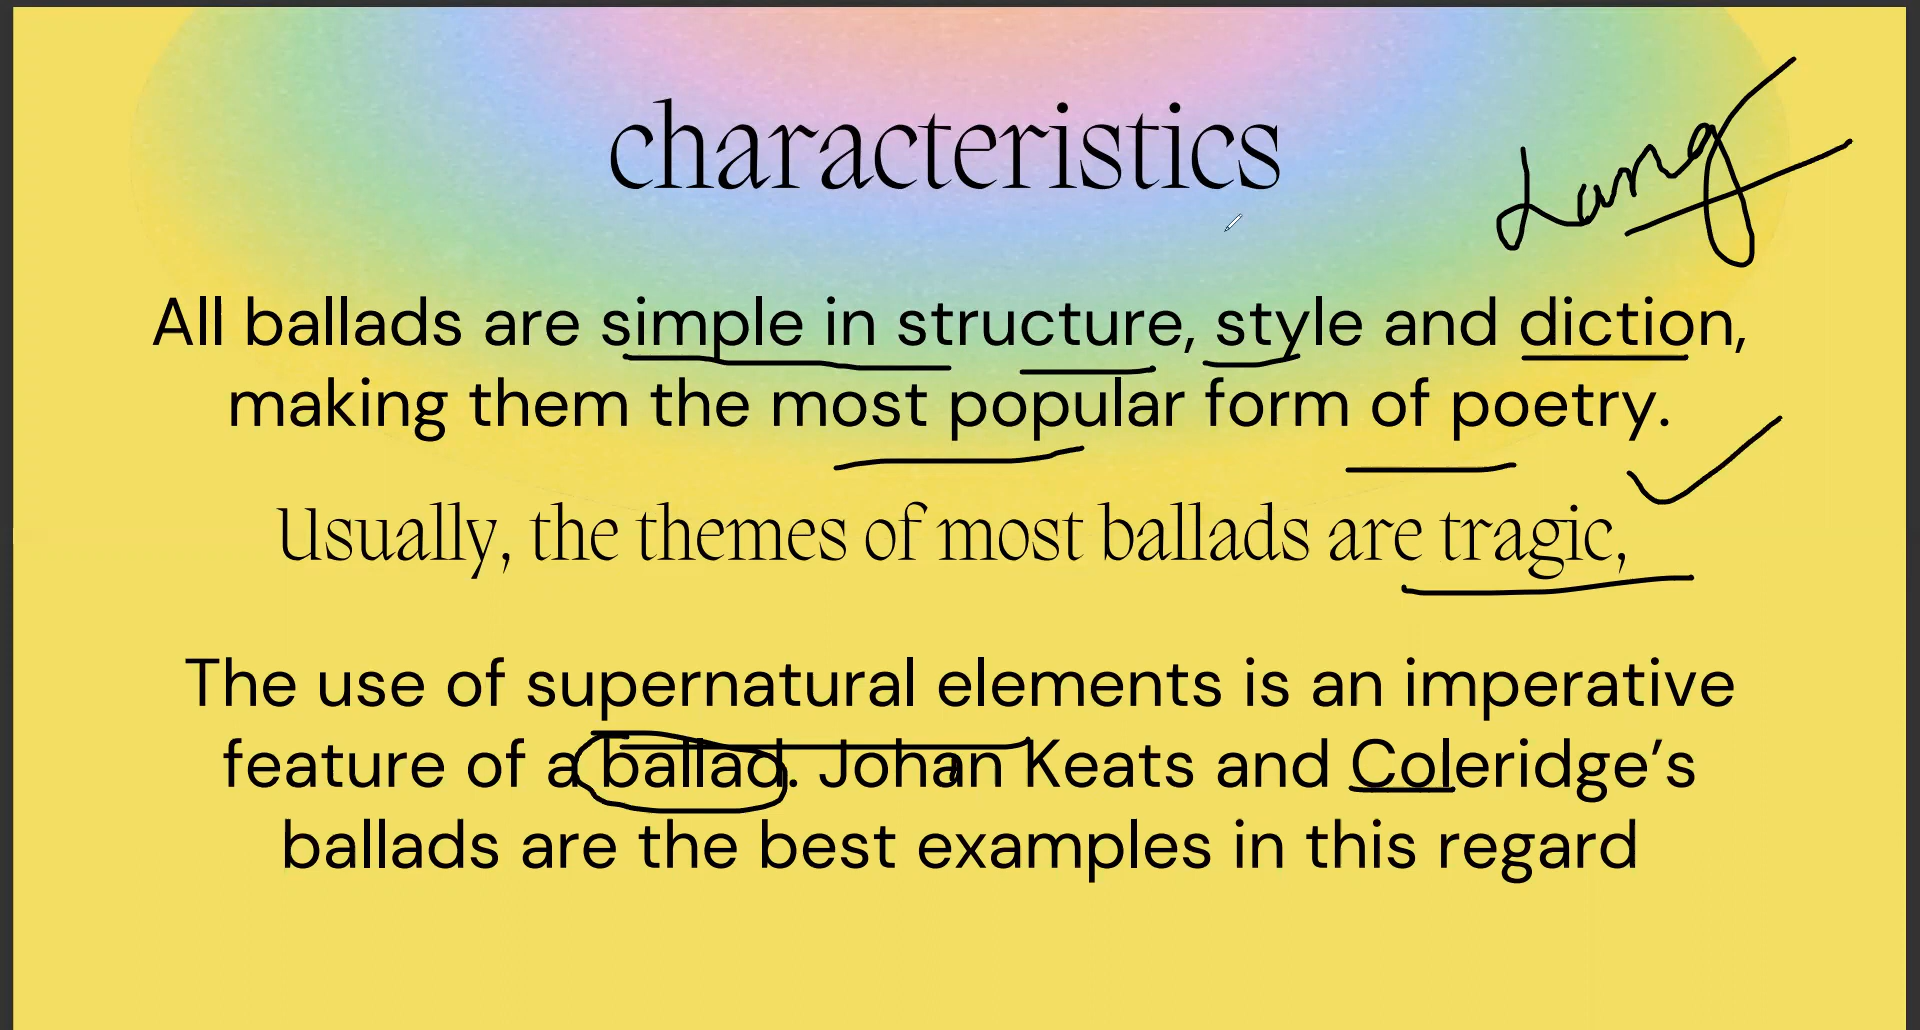 characteristics
Lang
All ballads are simple in structure, style and diction,
making them the most popular form of poetry.
Usually, the themes of most ballads are tragic,
The use of supernatural elements is an imperative
feature of a ballad. Johan Keats and Coleridge’s
ballads are the best examples in this regard